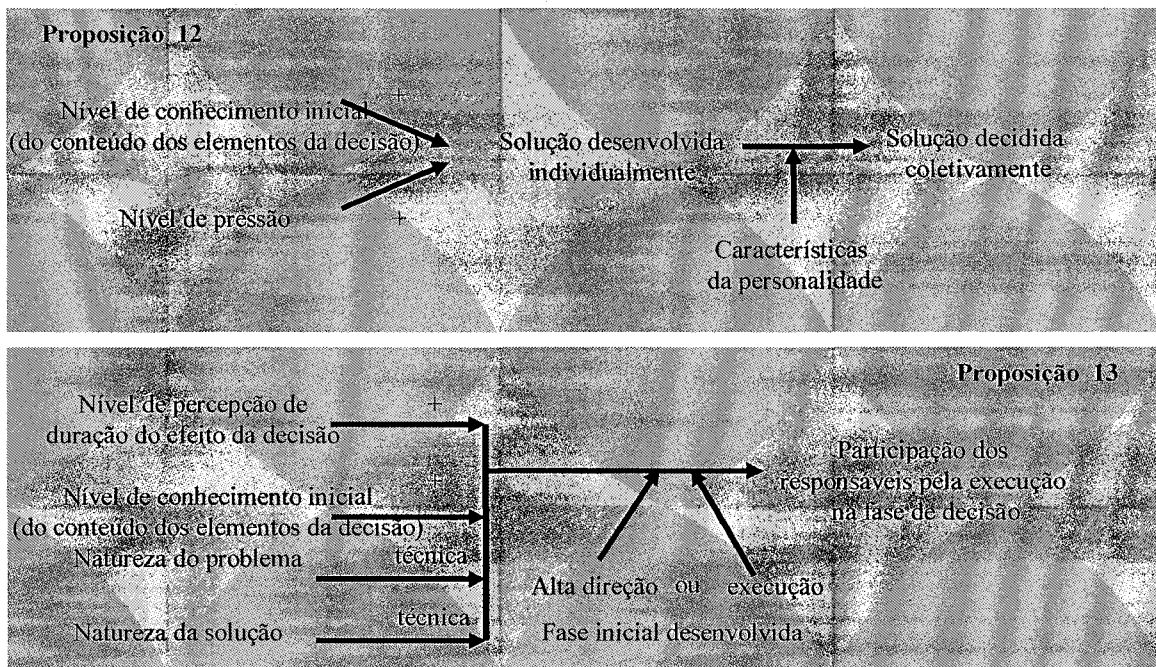 Proposição 12
+
Nível de conhecimento inicial
(do conteúdo dos elementos da decisão)
Solução desenvolvida
individualmente
Solução decidida
coletivamente
Nível de pressão
+
Características
da personalidade
Proposição 13
Nível de percepção de
duração do efeito da decisão
+
Participação dos
responsáveis pela execução
na fase de decisão
Nível de conhecimento inicial
(do conteúdo dos elementos da decisão)
+
Natureza do problema
técnica
Alta direção ou execução
Natureza da solução
técnica
Fase inicial desenvolvida